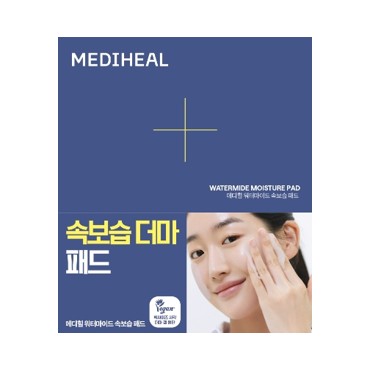 MEDIHEAL
WATERMIDE MOISTURE PAD
메디힐 워터마이드 속보습 패드
속보습 더마
패드
Vegan
메디힐 워터마이드 속보습 패드